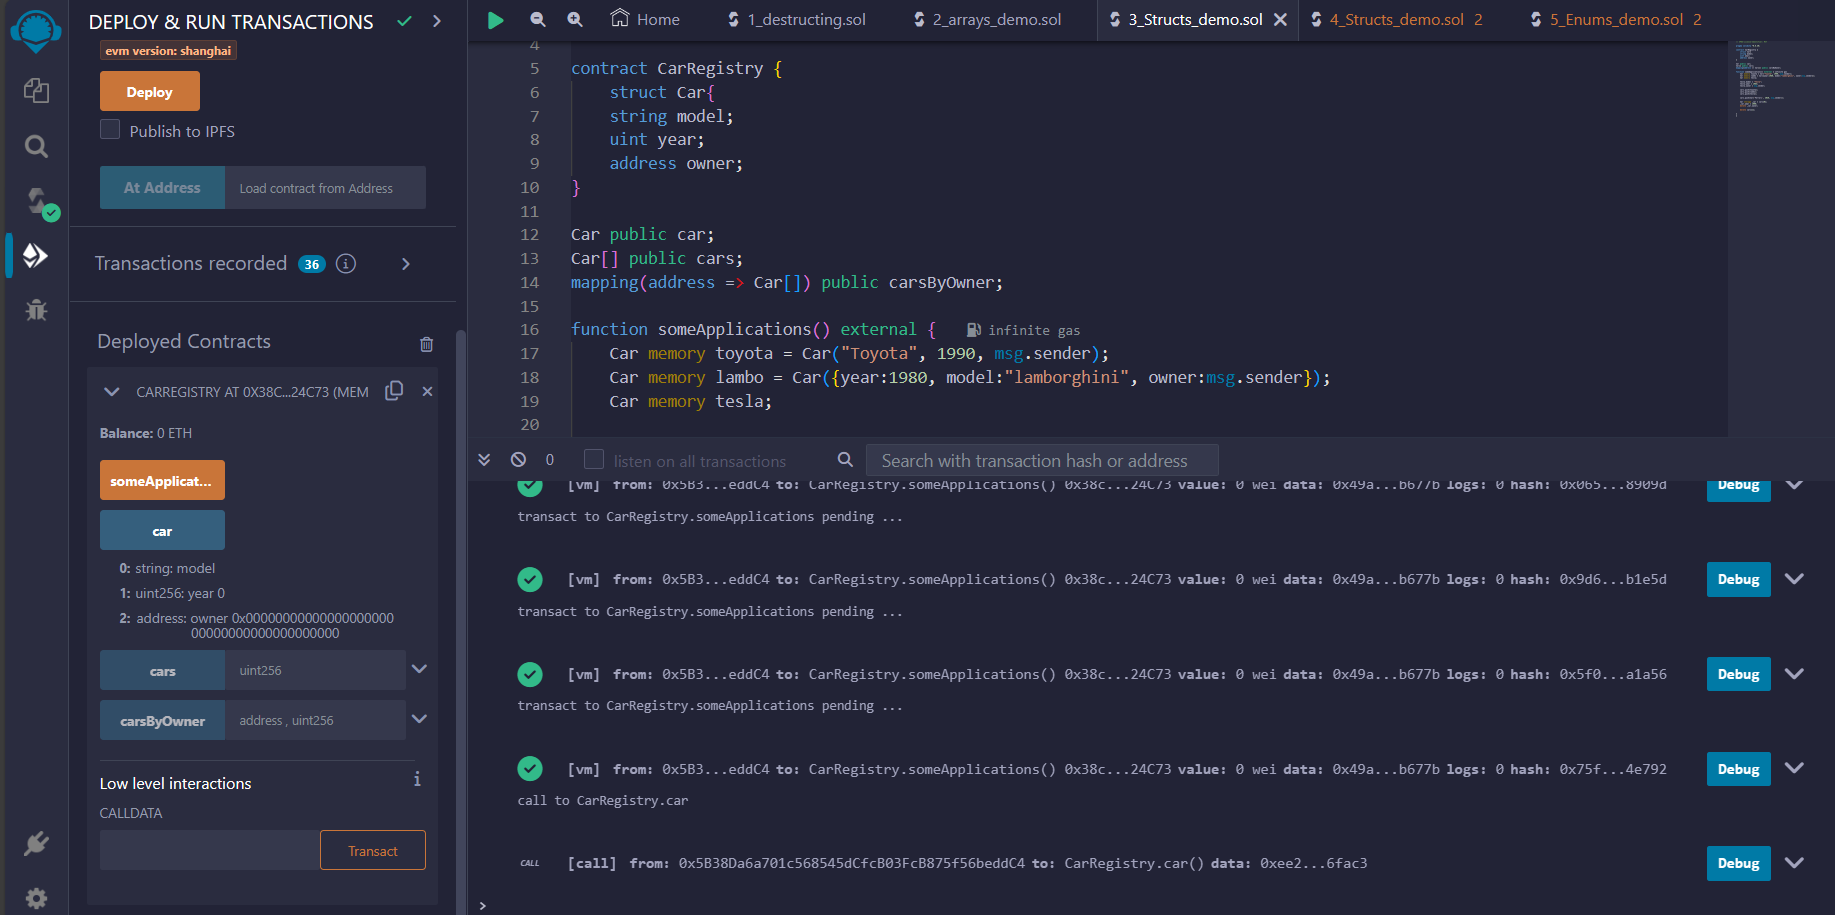 DEPLOY & RUN TRANSACTIONS
evm version: shanghai
Deploy
Publish to IPFS
At Address
Load contract from Address
Transactions recorded 36
Deployed Contracts
CARREGISTRY AT 0X38C...24C73 (MEM
Balance: 0 ETH
someApplicat...
car
0: string: model
1: uint256: year 0
2: address: owner 0x00000000000000000000
00000000000000000000
cars
uint256
carsByOwner
address , uint256
Low level interactions
CALLDATA
Transact
Home
1_destructing.sol
2_arrays_demo.sol
3_Structs_demo.sol
4_Structs_demo.sol 2
5_Enums_demo.sol 2
4
5 contract CarRegistry {
6 struct Car{
7 string model;
8 uint year;
9 address owner;
10 }
11
12 Car public car;
13 Car[] public cars;
14 mapping(address => Car[]) public carsByOwner;
15
16 function someApplications() external { infinite gas
17 Car memory toyota = Car("Toyota", 1990, msg.sender);
18 Car memory lambo = Car({year:1980, model:"lamborghini", owner:msg.sender});
19 Car memory tesla;
20
0
listen on all transactions
Search with transaction hash or address
[vm] from: 0x5B3...eddC4 to: CarRegistry.someApplications() 0x38c...24C73 value: 0 wei data: 0x49a...b677b logs: 0 hash: 0x065...8909d
Debug
transact to CarRegistry.someApplications pending ...
[vm] from: 0x5B3...eddC4 to: CarRegistry.someApplications() 0x38c...24C73 value: 0 wei data: 0x49a...b677b logs: 0 hash: 0x9d6...b1e5d
Debug
transact to CarRegistry.someApplications pending ...
[vm] from: 0x5B3...eddC4 to: CarRegistry.someApplications() 0x38c...24C73 value: 0 wei data: 0x49a...b677b logs: 0 hash: 0x5f0...a1a56
Debug
transact to CarRegistry.someApplications pending ...
[vm] from: 0x5B3...eddC4 to: CarRegistry.someApplications() 0x38c...24C73 value: 0 wei data: 0x49a...b677b logs: 0 hash: 0x75f...4e792
Debug
call to CarRegistry.car
CALL [call] from: 0x5B38Da6a701c568545dCfcB03FcB875f56beddC4 to: CarRegistry.car() data: 0xee2...6fac3
Debug
>